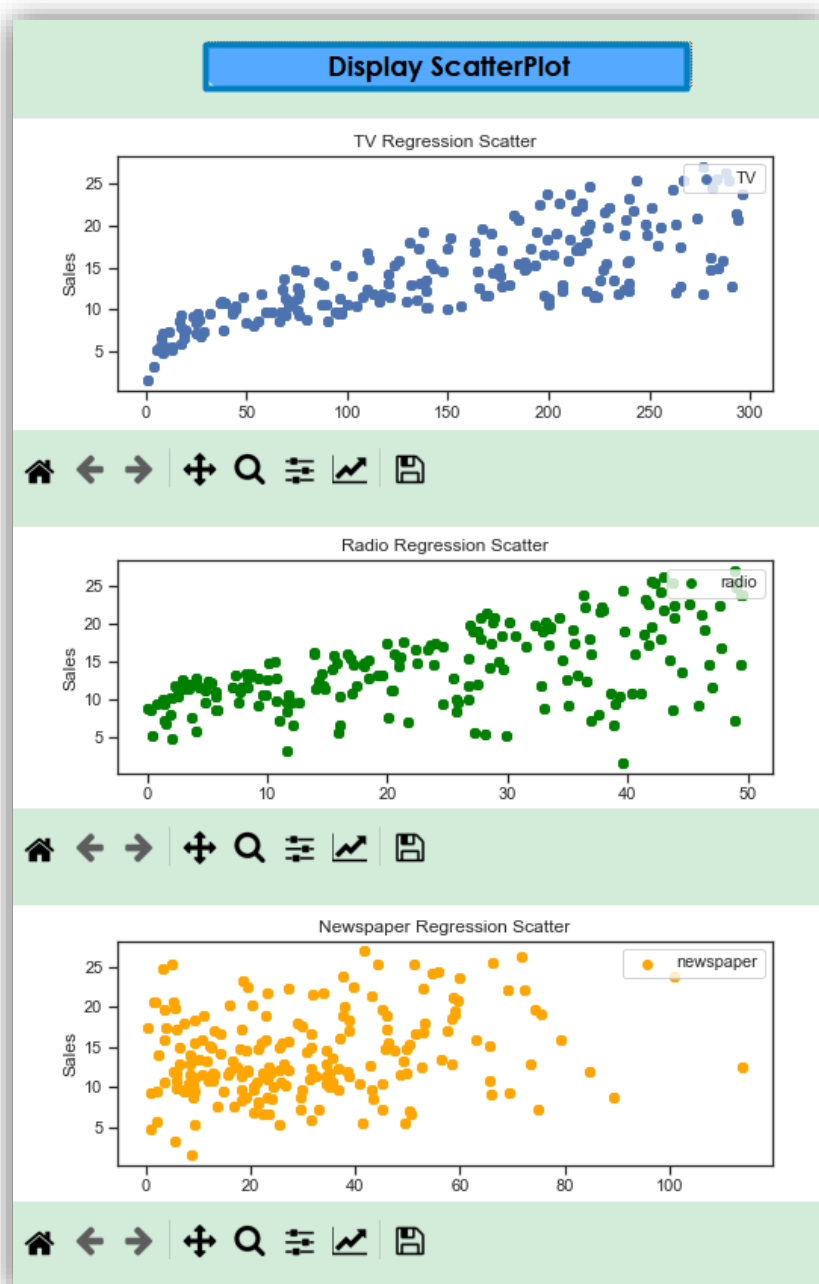 Display ScatterPlot
TV Regression Scatter
TV
25
20
15
10
5
Sales
0 50 100 150 200 250 300
Radio Regression Scatter
radio
25
20
15
10
5
Sales
0 10 20 30 40 50
Newspaper Regression Scatter
newspaper
25
20
15
10
5
Sales
0 20 40 60 80 100